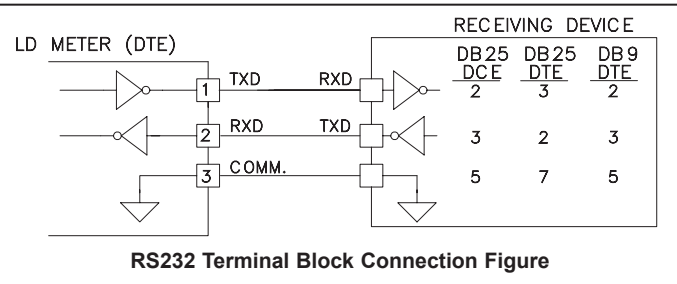 RECEIVING DEVICE
LD METER (DTE)
DB25 DB25 DB9
DCE DTE DTE
1 TXD RXD 2 3 2
2 RXD TXD 3 2 3
3 COMM. 5 7 5
RS232 Terminal Block Connection Figure